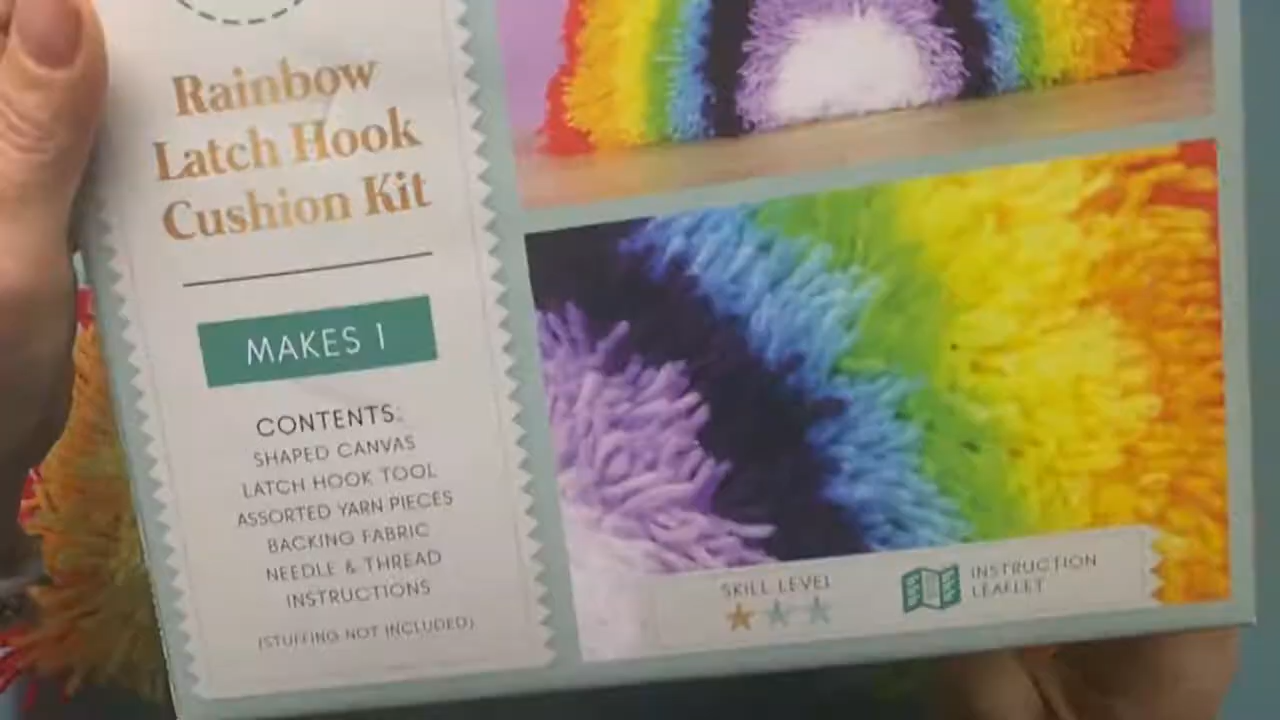 Rainbow
Latch Hook
Cushion Kit
MAKES 1
CONTENTS:
SHAPED CANVAS
LATCH HOOK TOOL
ASSORTED YARN PIECES
BACKING FABRIC
NEEDLE & THREAD
INSTRUCTIONS
(STUFFING NOT INCLUDED)
SKILL LEVEL
INSTRUCTION
LEAFLET